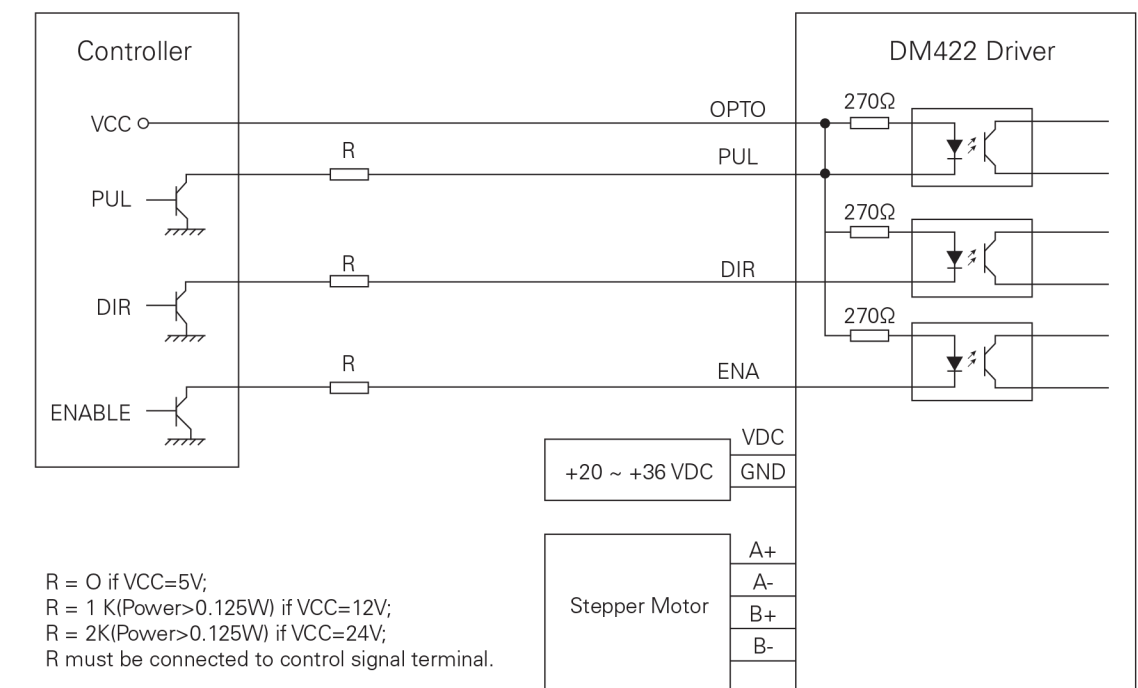 Controller
DM422 Driver
VCC
OPTO
270Ω
R
PUL
PUL
270Ω
R
DIR
DIR
270Ω
R
ENA
ENABLE
VDC
+20 ~ +36 VDC
GND
A+
A-
Stepper Motor
B+
B-
R = O if VCC=5V;
R = 1 K(Power>0.125W) if VCC=12V;
R = 2K(Power>0.125W) if VCC=24V;
R must be connected to control signal terminal.